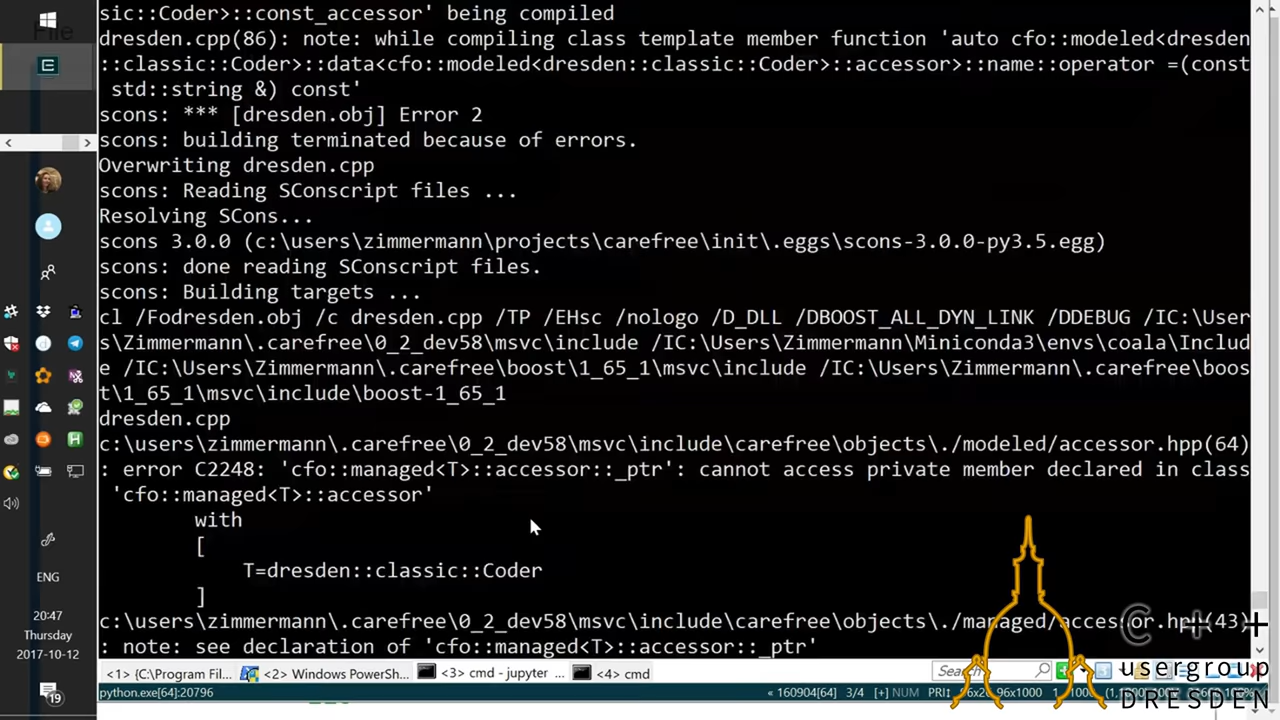 sic::Coder>::const_accessor' being compiled
dresden.cpp(86): note: while compiling class template member function 'auto cfo::modeled<dresden
::classic::Coder>::data<cfo::modeled<dresden::classic::Coder>::accessor>::name::operator =(const
 std::string &) const'
scons: *** [dresden.obj] Error 2
scons: building terminated because of errors.
Overwriting dresden.cpp
scons: Reading SConscript files ...
Resolving SCons...
scons 3.0.0 (c:\users\zimmermann\projects\carefree\init\.eggs\scons-3.0.0-py3.5.egg)
scons: done reading SConscript files.
scons: Building targets ...
cl /Fodresden.obj /c dresden.cpp /TP /EHsc /nologo /D_DLL /DBOOST_ALL_DYN_LINK /DDEBUG /IC:\User
s\Zimmermann\.carefree\0_2_dev58\msvc\include /IC:\Users\Zimmermann\Miniconda3\envs\coala\Includ
e /IC:\Users\Zimmermann\.carefree\boost\1_65_1\msvc\include /IC:\Users\Zimmermann\.carefree\boos
t\1_65_1\msvc\include\boost-1_65_1
dresden.cpp
c:\users\zimmermann\.carefree\0_2_dev58\msvc\include\carefree\objects\./modeled/accessor.hpp(64)
: error C2248: 'cfo::managed<T>::accessor::_ptr': cannot access private member declared in class
 'cfo::managed<T>::accessor'
with
[
T=dresden::classic::Coder
]
c:\users\zimmermann\.carefree\0_2_dev58\msvc\include\carefree\objects\./managed/accessor.hpp(43)
: note: see declaration of 'cfo::managed<T>::accessor::_ptr'
File
ENG
20:47
Thursday
2017-10-12
19
<1> {C:\Program Fil... <2> Windows PowerSh... <3> cmd - jupyter ... <4> cmd
Search
python.exe[64]:20796
« 160904[64] 3/4 [+] NUM PRI
C++
usergroup
DRESDEN